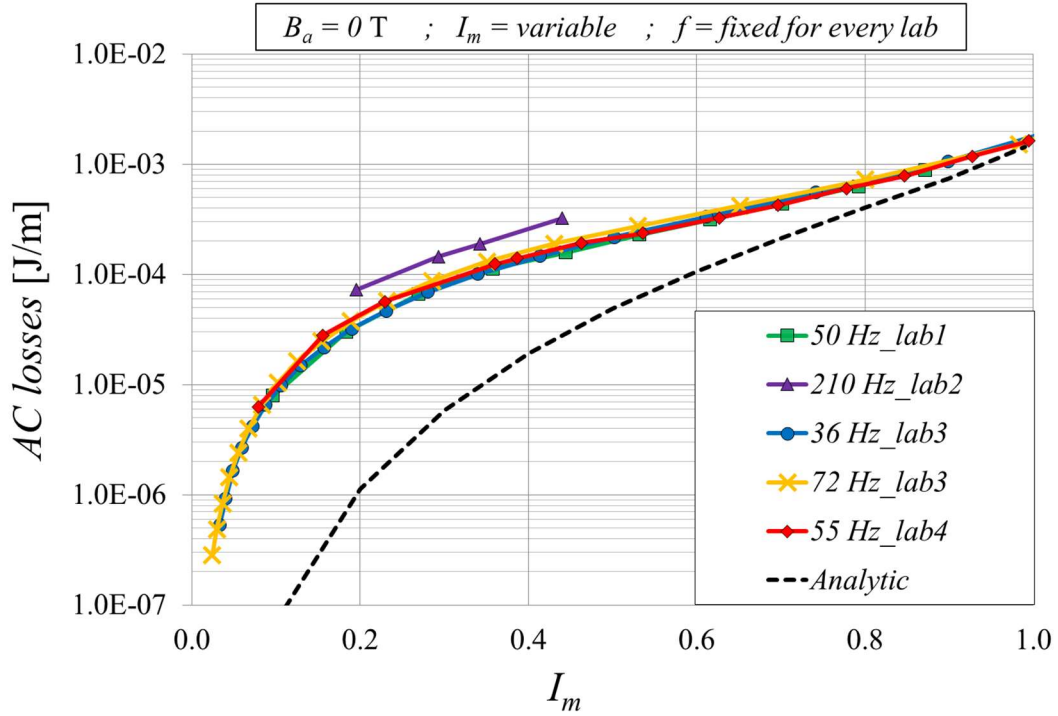 B_a = 0 T ; I_m = variable ; f = fixed for every lab
1.0E-02
1.0E-03
1.0E-04
1.0E-05
1.0E-06
1.0E-07
AC losses [J/m]
50 Hz_lab1
210 Hz_lab2
36 Hz_lab3
72 Hz_lab3
55 Hz_lab4
Analytic
0.0 0.2 0.4 0.6 0.8 1.0
I_m